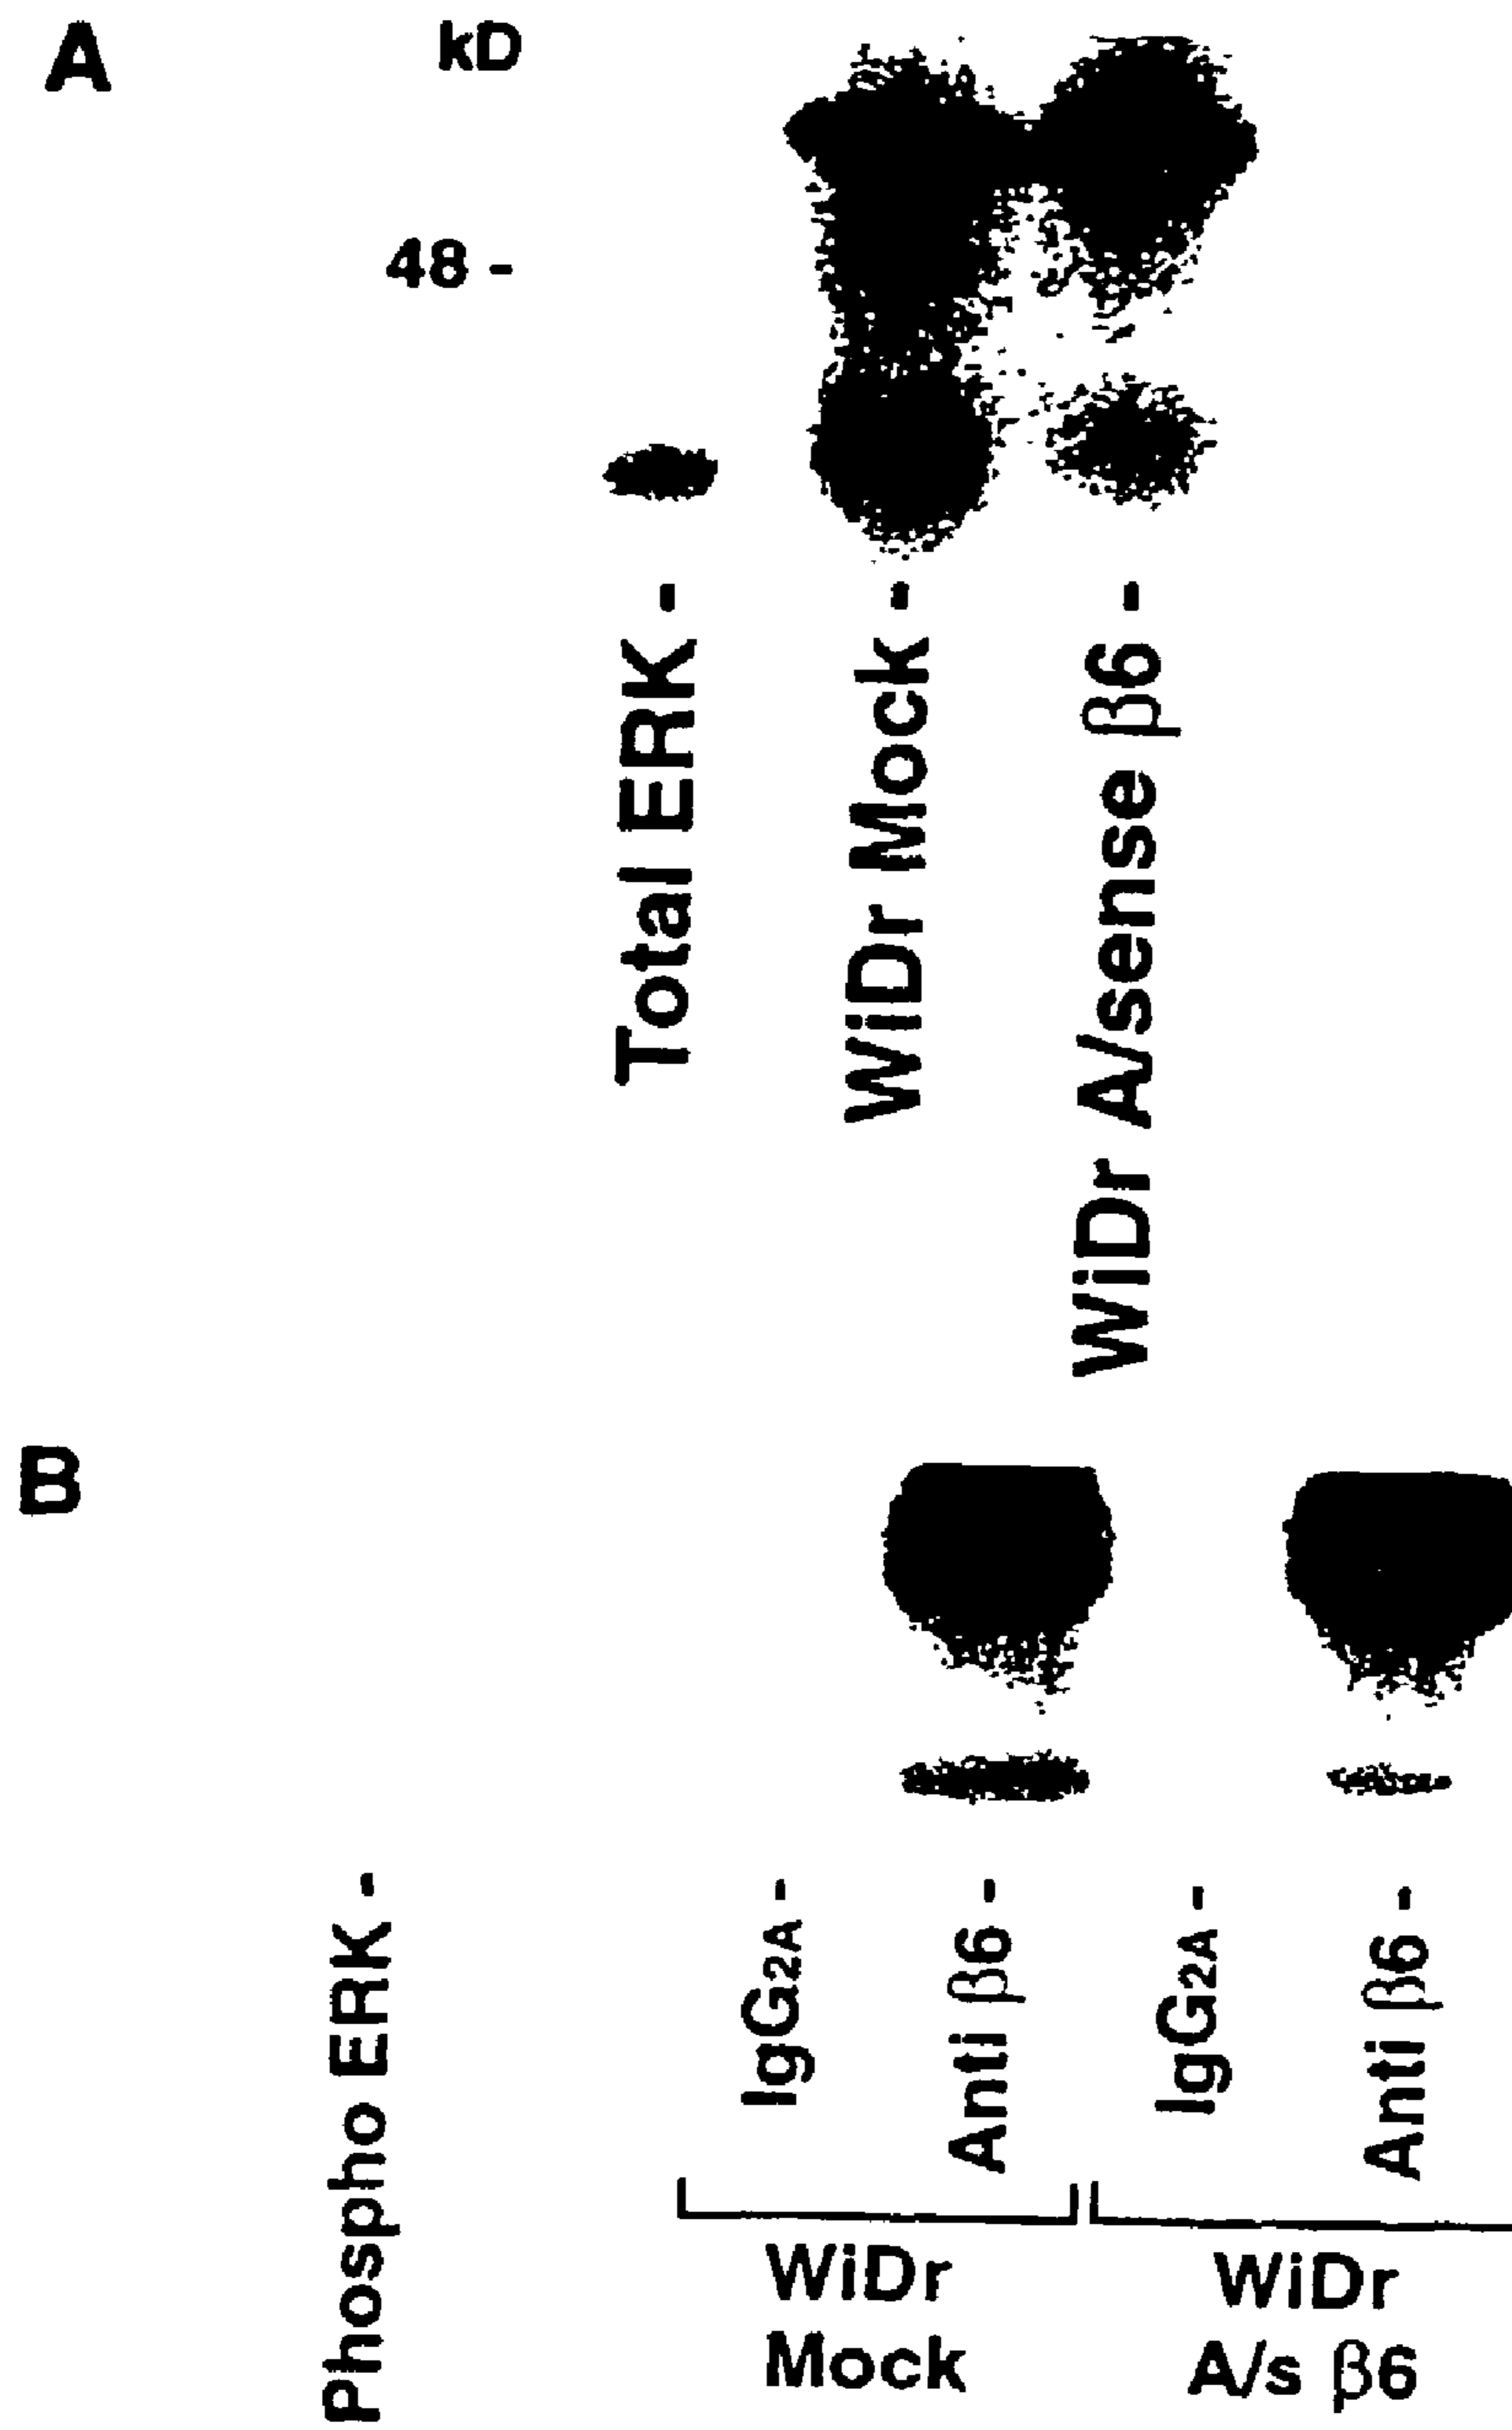 A
kD
48 -
Total ERK -
WiDr Mock -
WiDr A/sense β6 -
B
Phospho ERK -
IgG2A -
Anti β6 -
IgG2A -
Anti β6 -
WiDr
Mock
WiDr
A/s β6